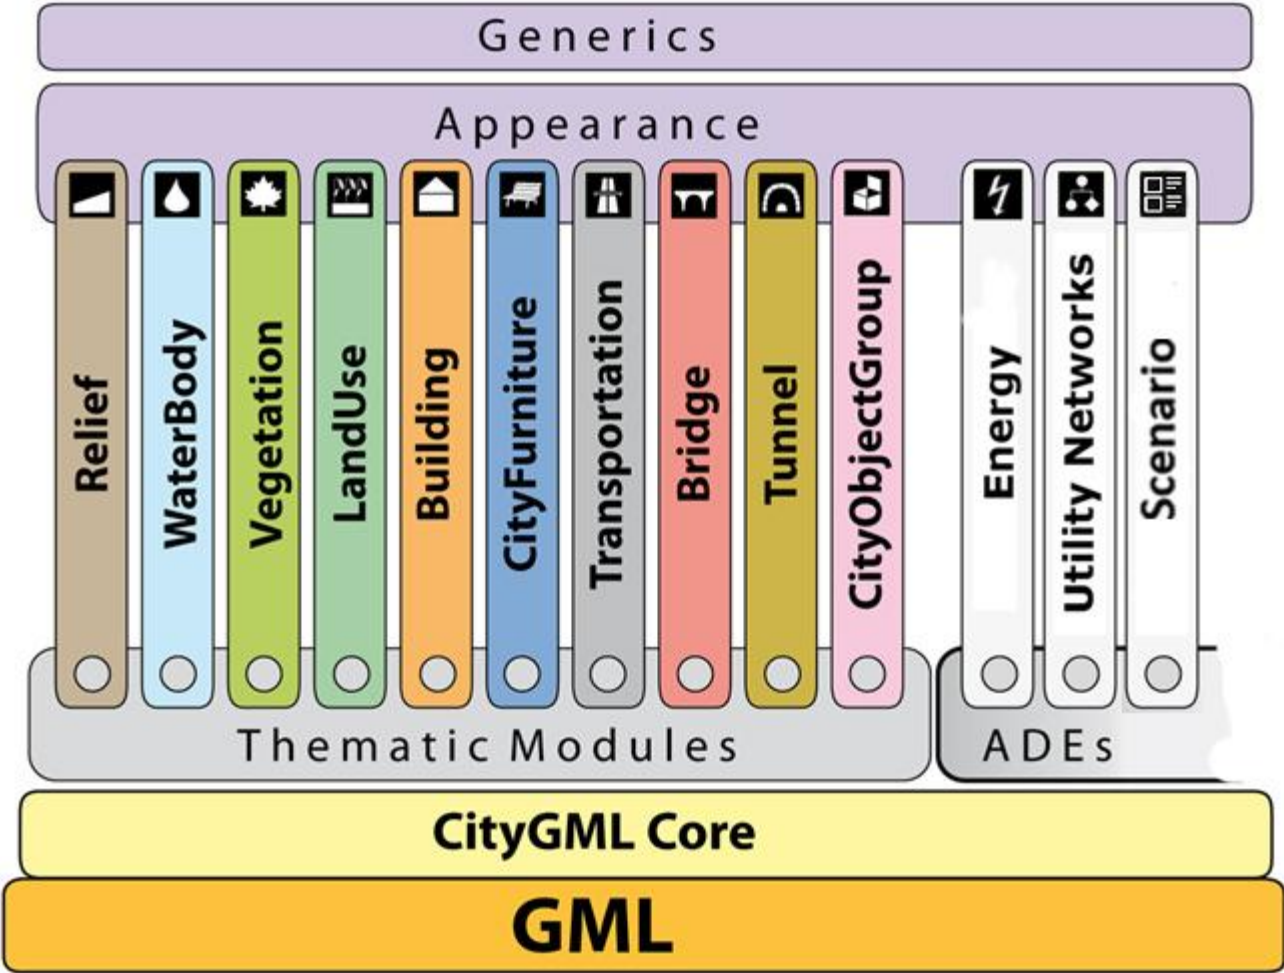 Generics
Appearance
Relief
WaterBody
Vegetation
LandUse
Building
CityFurniture
Transportation
Bridge
Tunnel
CityObjectGroup
Energy
Utility Networks
Scenario
Thematic Modules
ADEs
CityGML Core
GML